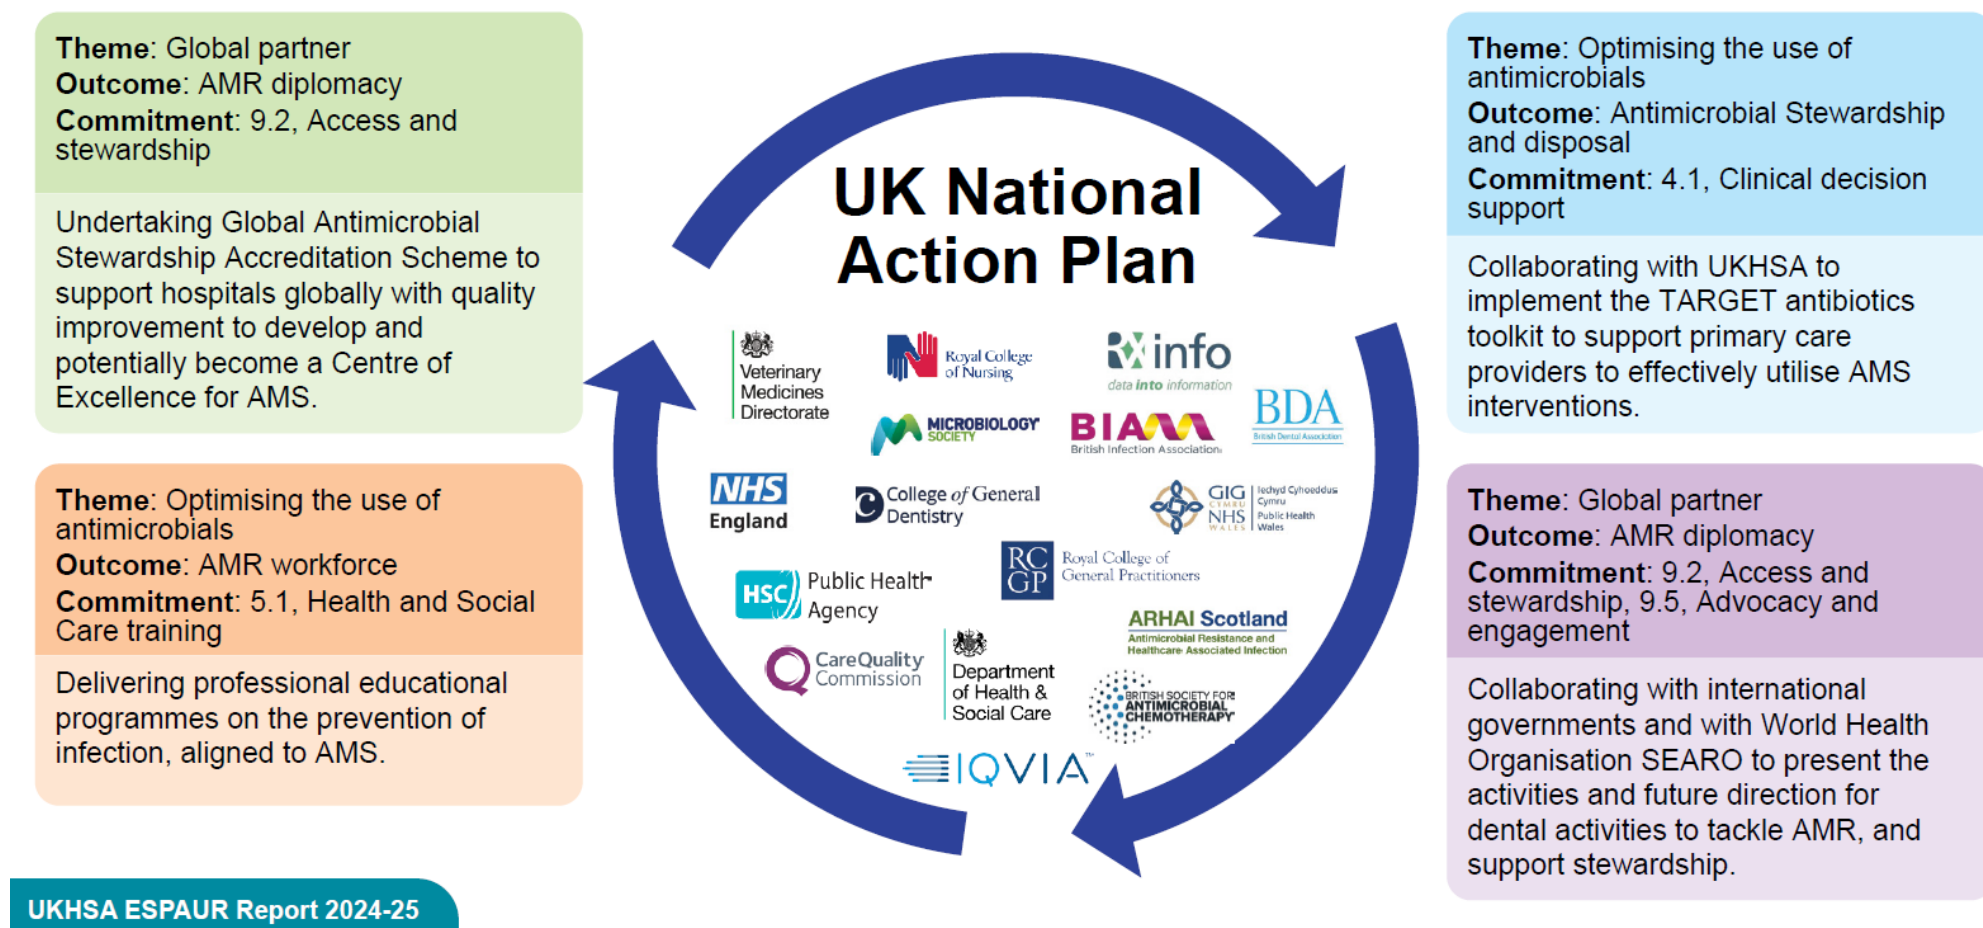 Theme: Global partner
Outcome: AMR diplomacy
Commitment: 9.2, Access and
stewardship
Undertaking Global Antimicrobial
Stewardship Accreditation Scheme to
support hospitals globally with quality
improvement to develop and
potentially become a Centre of
Excellence for AMS.
Theme: Optimising the use of
antimicrobials
Outcome: AMR workforce
Commitment: 5.1, Health and Social
Care training
Delivering professional educational
programmes on the prevention of
infection, aligned to AMS.
UK National
Action Plan
Veterinary
Medicines
Directorate
Royal College
of Nursing
Rx info
data into information
MICROBIOLOGY
SOCIETY
BIA
British Infection Association
BDA
British Dental Association
NHS
England
College of General
Dentistry
GIG
CYMRU
NHS
WALES
Iechyd Cyhoeddus
Cymru
Public Health
Wales
RC
GP
Royal College of
General Practitioners
HSC
Public Health
Agency
ARHAI Scotland
Antimicrobial Resistance and
Healthcare Associated Infection
CareQuality
Commission
Department
of Health &
Social Care
BRITISH SOCIETY FOR
ANTIMICROBIAL
CHEMOTHERAPY
IQVIA™
Theme: Optimising the use of
antimicrobials
Outcome: Antimicrobial Stewardship
and disposal
Commitment: 4.1, Clinical decision
support
Collaborating with UKHSA to
implement the TARGET antibiotics
toolkit to support primary care
providers to effectively utilise AMS
interventions.
Theme: Global partner
Outcome: AMR diplomacy
Commitment: 9.2, Access and
stewardship, 9.5, Advocacy and
engagement
Collaborating with international
governments and with World Health
Organisation SEARO to present the
activities and future direction for
dental activities to tackle AMR, and
support stewardship.
UKHSA ESPAUR Report 2024-25